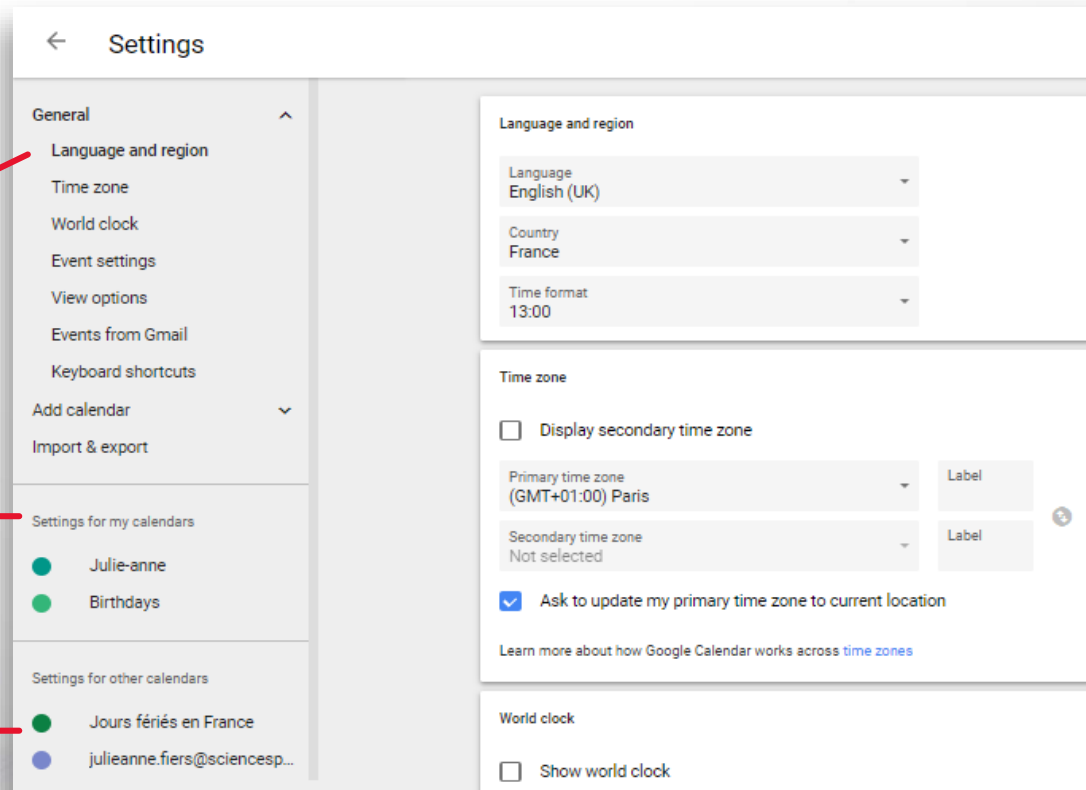 Settings
General
Language and region
Time zone
World clock
Event settings
View options
Events from Gmail
Keyboard shortcuts
Add calendar
Import & export
Settings for my calendars
Julie-anne
Birthdays
Settings for other calendars
Jours fériés en France
julieanne.fiers@sciencesp...
Language and region
Language
English (UK)
Country
France
Time format
13:00
Time zone
Display secondary time zone
Primary time zone
(GMT+01:00) Paris
Label
Secondary time zone
Not selected
Label
Ask to update my primary time zone to current location
Learn more about how Google Calendar works across time zones
World clock
Show world clock